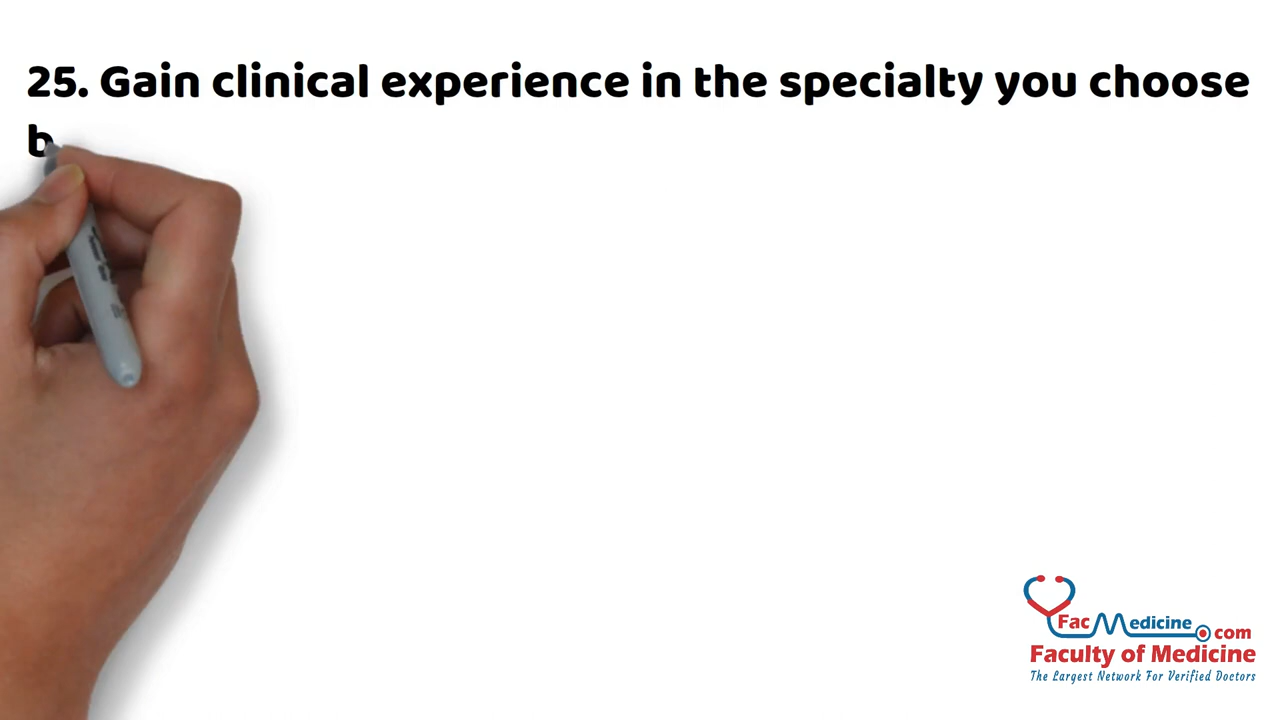 25. Gain clinical experience in the specialty you choose
b
FacMedicine.com
Faculty of Medicine
The Largest Network For Verified Doctors